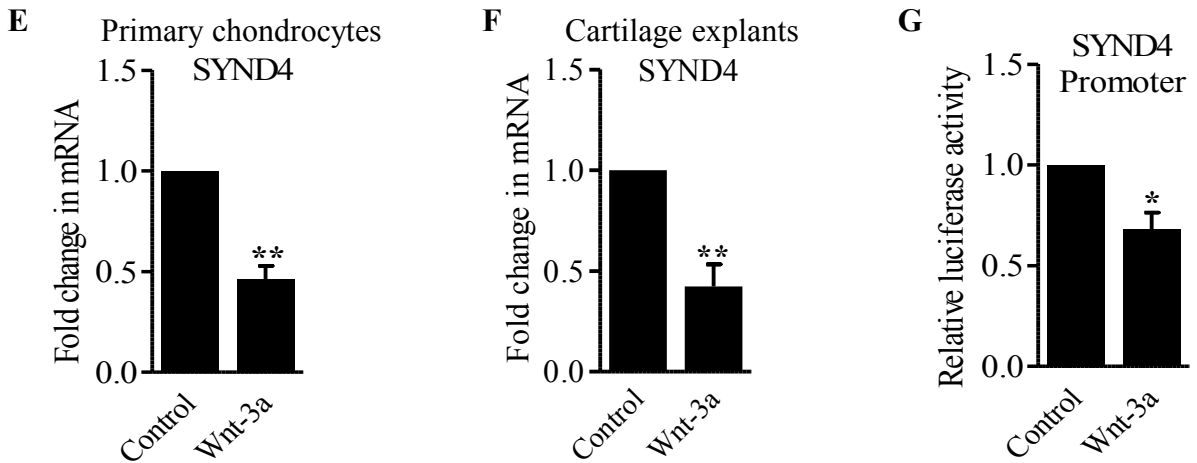 E
Primary chondrocytes
SYND4
Fold change in mRNA
1.5
1.0
0.5
0.0
**
Control
Wnt-3a
F
Cartilage explants
SYND4
Fold change in mRNA
1.5
1.0
0.5
0.0
**
Control
Wnt-3a
G
SYND4
Promoter
Relative luciferase activity
1.5
1.0
0.5
0.0
*
Control
Wnt-3a